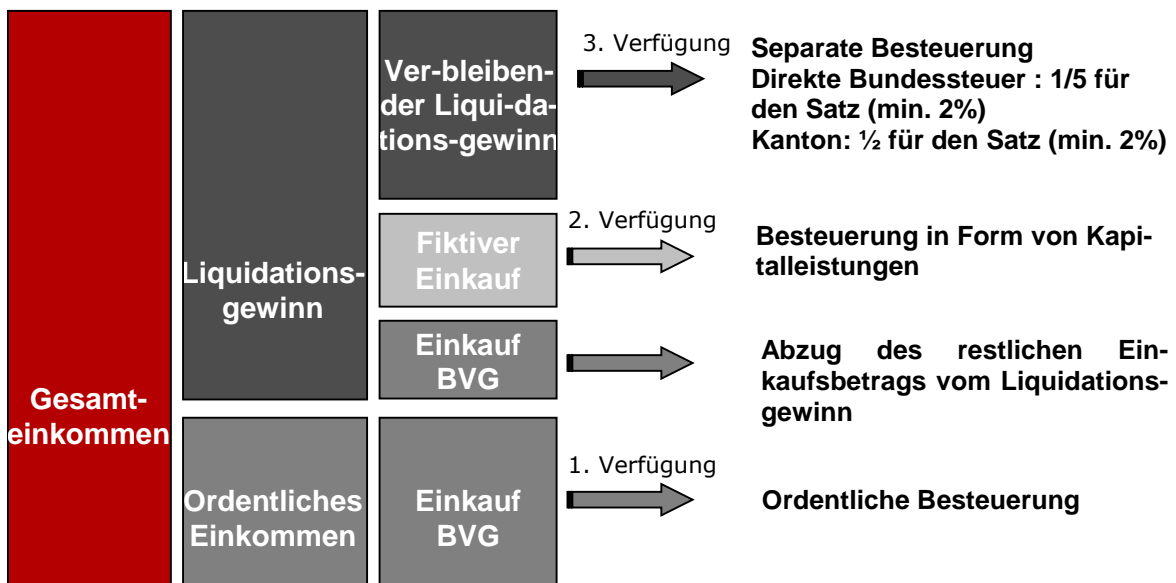 Gesamt-
einkommen
Liquidations-
gewinn
Ordentliches
Einkommen
Ver-bleiben-
der Liqui-da-
tions-gewinn
3. Verfügung
Separate Besteuerung
Direkte Bundessteuer : 1/5 für
den Satz (min. 2%)
Kanton: ½ für den Satz (min. 2%)
Fiktiver
Einkauf
2. Verfügung
Besteuerung in Form von Kapi-
talleistungen
Einkauf
BVG
Abzug des restlichen Ein-
kaufsbetrags vom Liquidations-
gewinn
Einkauf
BVG
1. Verfügung
Ordentliche Besteuerung